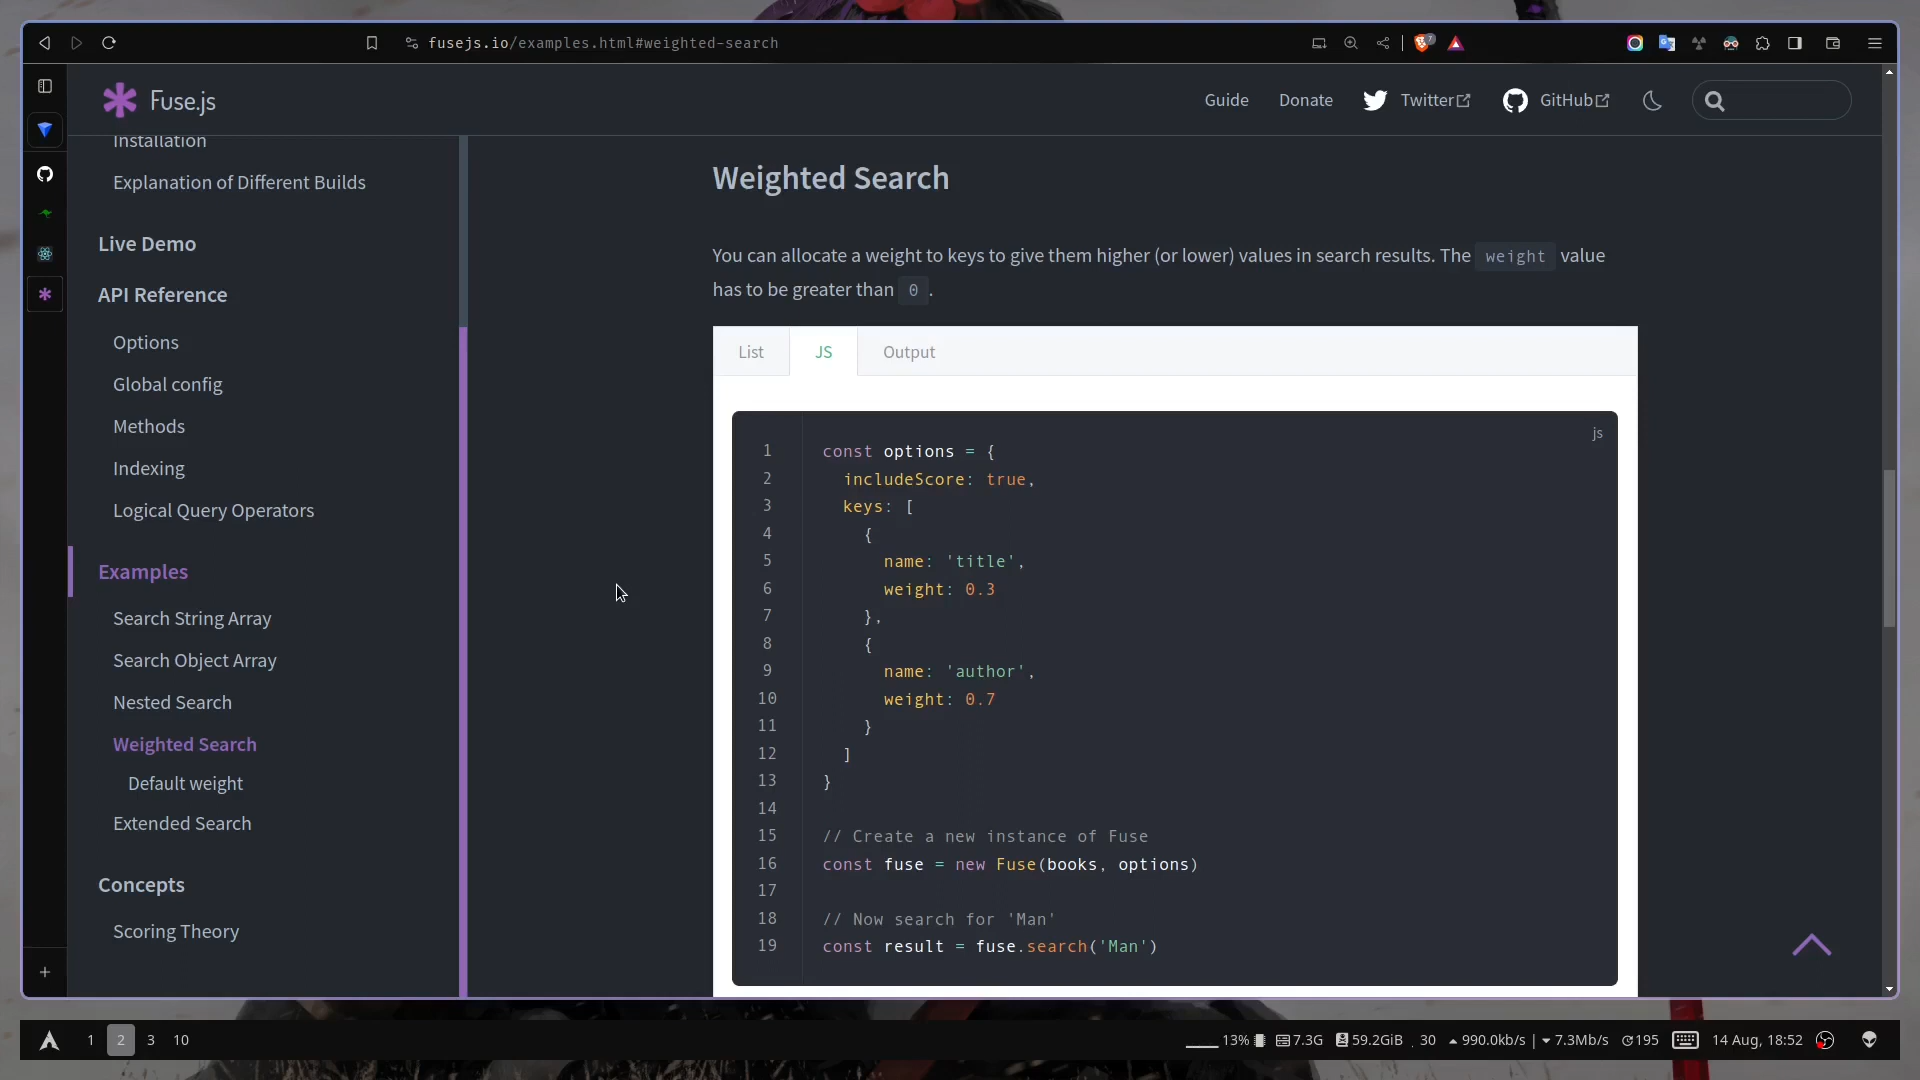 fusejs.io/examples.html#weighted-search
7
Fuse.js
Guide
Donate
Twitter
GitHub
Installation
Explanation of Different Builds
Live Demo
API Reference
Options
Global config
Methods
Indexing
Logical Query Operators
Examples
Search String Array
Search Object Array
Nested Search
Weighted Search
Default weight
Extended Search
Concepts
Scoring Theory
Weighted Search
You can allocate a weight to keys to give them higher (or lower) values in search results. The weight value
has to be greater than 0 .
List
JS
Output
js
1 const options = {
2 includeScore: true,
3 keys: [
4 {
5 name: 'title',
6 weight: 0.3
7 },
8 {
9 name: 'author',
10 weight: 0.7
11 }
12 ]
13 }
14
15 // Create a new instance of Fuse
16 const fuse = new Fuse(books, options)
17
18 // Now search for 'Man'
19 const result = fuse.search('Man')
1 2 3 10
13% 7.3G 59.2GiB 30 990.0kb/s | 7.3Mb/s 195 14 Aug, 18:52